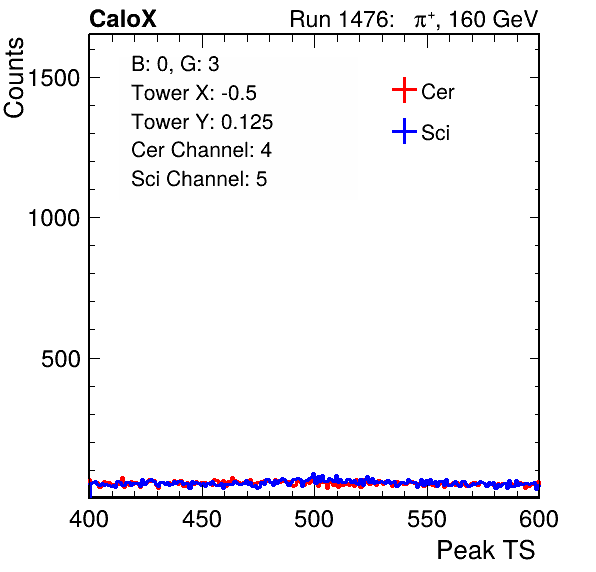 CaloX Run 1476: π⁺, 160 GeV
B: 0, G: 3
Tower X: -0.5
Tower Y: 0.125
Cer Channel: 4
Sci Channel: 5
Cer
Sci
Counts
1500
1000
500
400 450 500 550 600
Peak TS